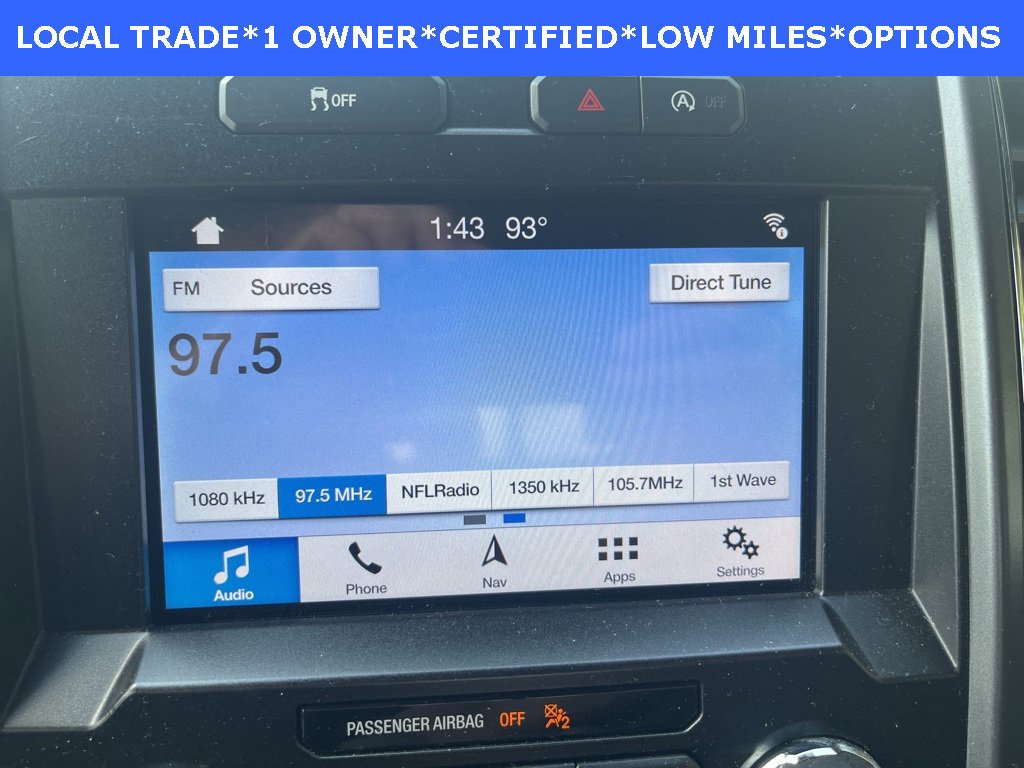 LOCAL TRADE*1 OWNER*CERTIFIED*LOW MILES*OPTIONS
OFF
A OFF
1:43 93°
FM Sources
Direct Tune
97.5
1080 kHz 97.5 MHz NFLRadio 1350 kHz 105.7MHz 1st Wave
Audio Phone Nav Apps Settings
PASSENGER AIRBAG OFF 2